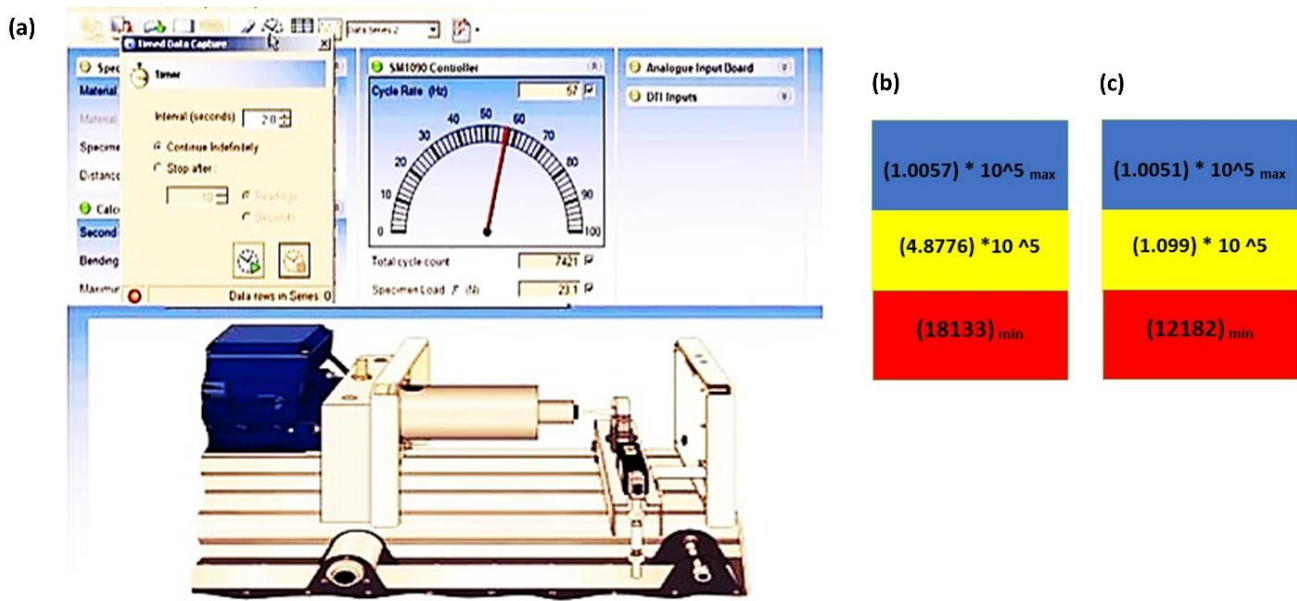 (a)
Data Series 2
Timed Data Capture
Timer
Interval (seconds) 2.0
Continue Indefinitely
Stop after :
10
Readings
Seconds
Data rows in Series: 0
Material
Material
Distance
Second
Bending
SM1090 Controller
Cycle Rate (Hz) 57
0 10 20 30 40 50 60 70 80 90 100
Total cycle count 7421
Specimen Load F (N) 23.1
Analogue Input Board
DTI Inputs
(b)
(1.0057) * 10^5 max
(4.8776) *10 ^5
(18133) min
(c)
(1.0051) * 10^5 max
(1.099) * 10 ^5
(12182) min